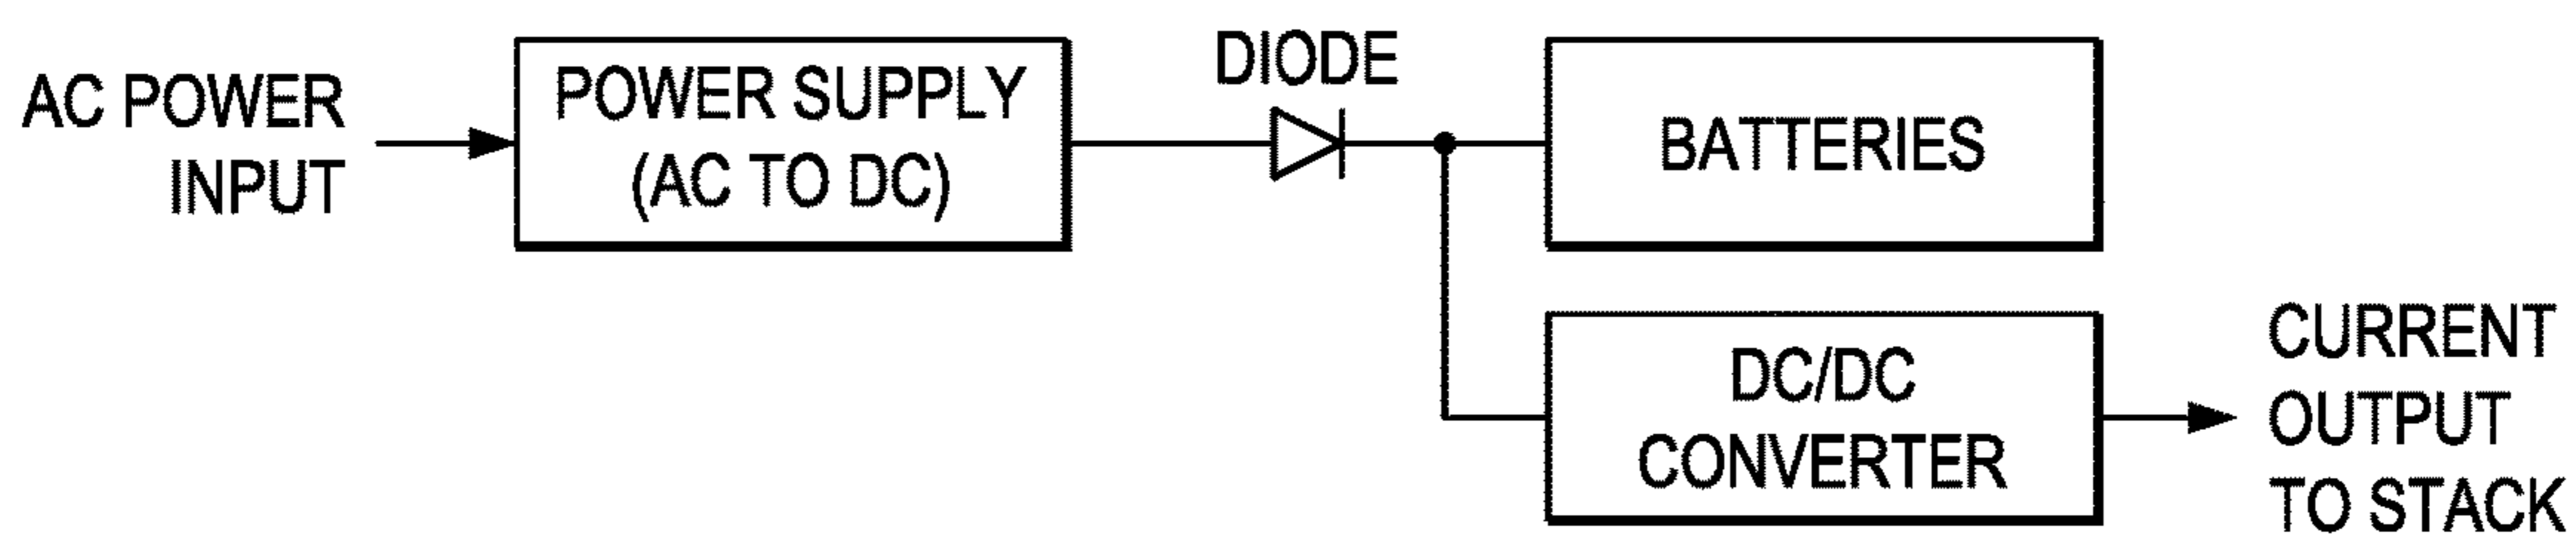 AC POWER
INPUT
POWER SUPPLY
(AC TO DC)
DIODE
BATTERIES
DC/DC
CONVERTER
CURRENT
OUTPUT
TO STACK